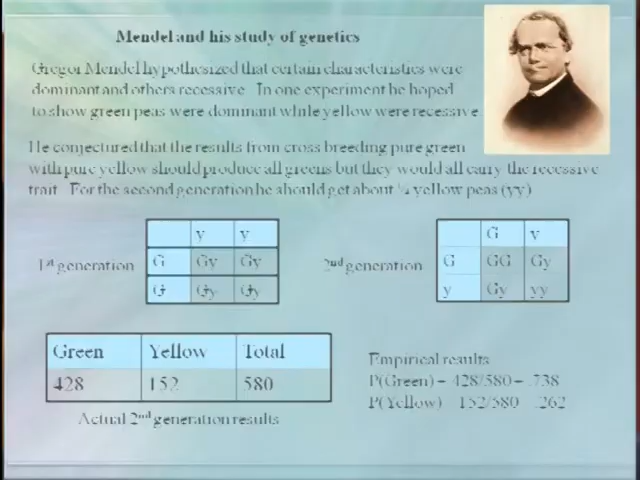 Mendel and his study of genetics
Gregor Mendel hypothesized that certain characteristics were
dominant and others recessive. In one experiment he hoped
to show green peas were dominant while yellow were recessive
He conjectured that the results from cross breeding pure green
with pure yellow should produce all greens but they would all carry the recessive
trait. For the second generation he should get about ¼ yellow peas (yy)
y y
1st generation G Gy Gy
G Gy Gy
G y
2nd generation G GG Gy
y Gy yy
Green Yellow Total
428 152 580
Actual 2nd generation results
Empirical results
P(Green) = 428/580 = .738
P(Yellow) = 152/580 = .262